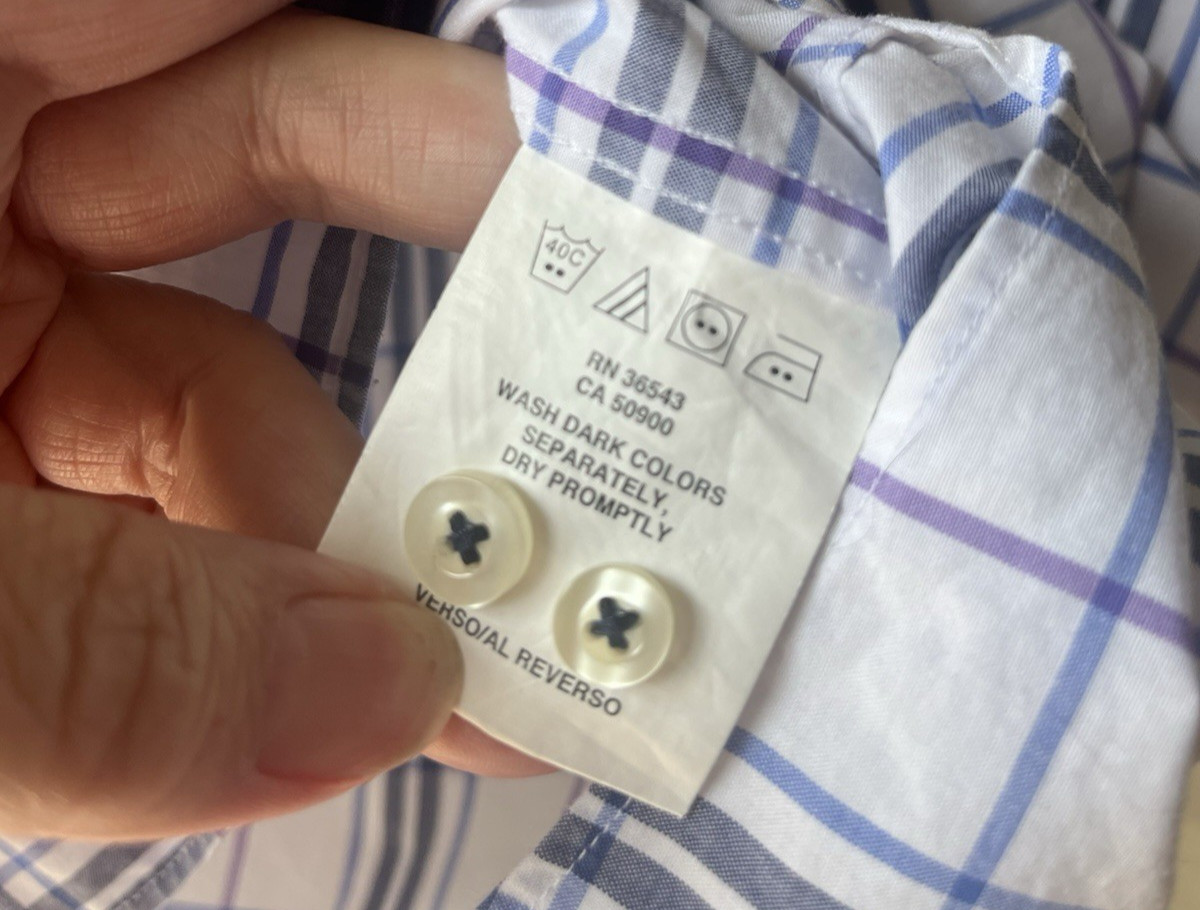 40C
RN 36543
CA 50900
WASH DARK COLORS
SEPARATELY,
DRY PROMPTLY
VERSO/AL REVERSO